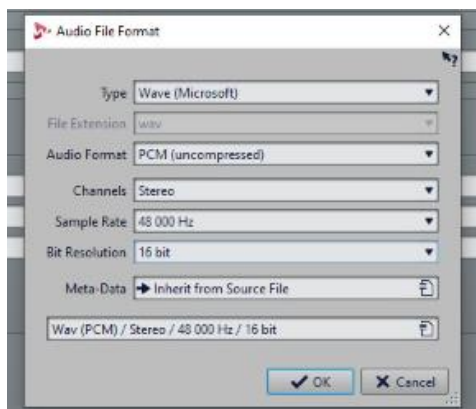 Audio File Format
Type Wave (Microsoft)
File Extension wav
Audio Format PCM (uncompressed)
Channels Stereo
Sample Rate 48 000 Hz
Bit Resolution 16 bit
Meta-Data Inherit from Source File
Wav (PCM) / Stereo / 48 000 Hz / 16 bit
OK Cancel